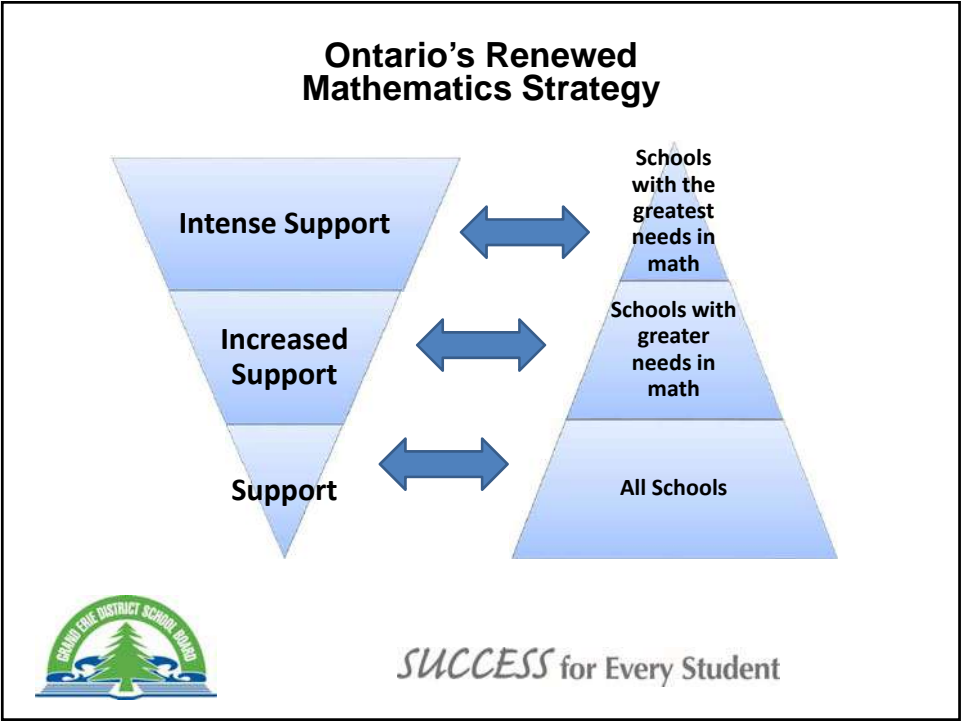 Ontario's Renewed
Mathematics Strategy
Intense Support
Schools
with the
greatest
needs in
math
Increased
Support
Schools with
greater
needs in
math
Support
All Schools
GRAND ERIE DISTRICT SCHOOL BOARD
SUCCESS for Every Student